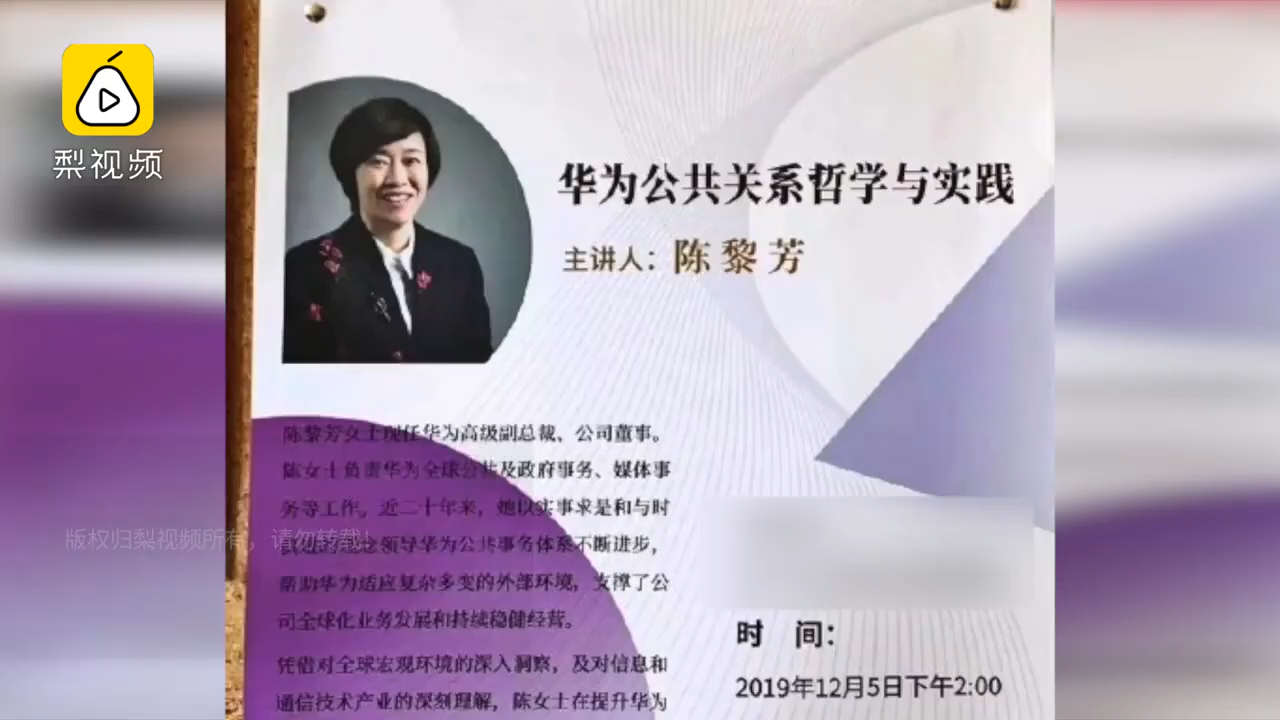 梨视频
华为公共关系哲学与实践
主讲人：陈黎芳
陈黎芳女士现任华为高级副总裁、公司董事。
陈女士负责华为全球公共及政府事务、媒体事
务等工作。近二十年来，她以实事求是和与时
领导华为公共事务体系不断进步，
帮助华为适应复杂多变的外部环境，支撑了公
司全球化业务发展和持续稳健经营。
凭借对全球宏观环境的深入洞察，及对信息和
通信技术产业的深刻理解，陈女士在提升华为
版权归梨视频所有，请勿转载！
时 间：
2019年12月5日下午2:00